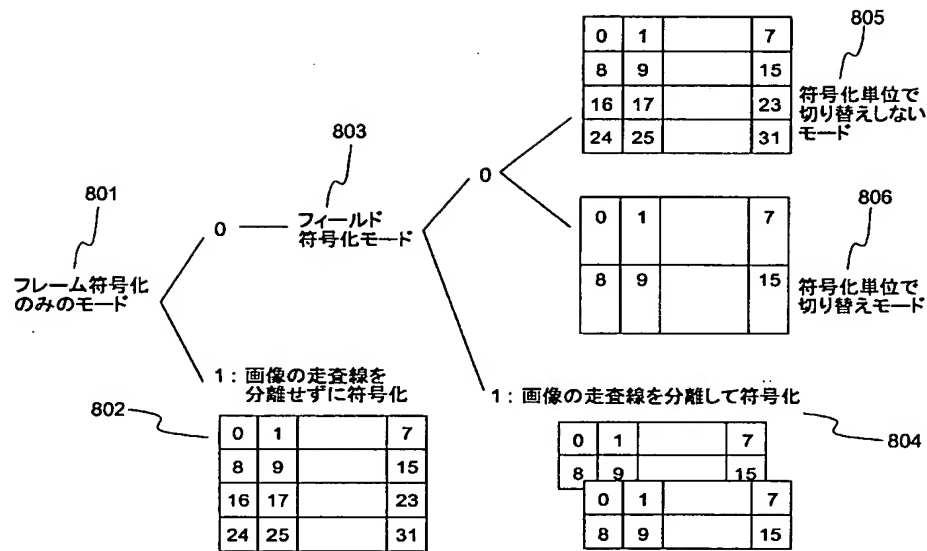 805
0 1 7
8 9 15
16 17 23
24 25 31
符号化単位で
切り替えしない
モード
803
0
801
0
フィールド
符号化モード
フレーム符号化
のみのモード
806
0 1 7
8 9 15
符号化単位で
切り替えモード
1：画像の走査線を
分離せずに符号化
802
0 1 7
8 9 15
16 17 23
24 25 31
1：画像の走査線を分離して符号化
804
0 1 7
8 9 15
0 1 7
8 9 15